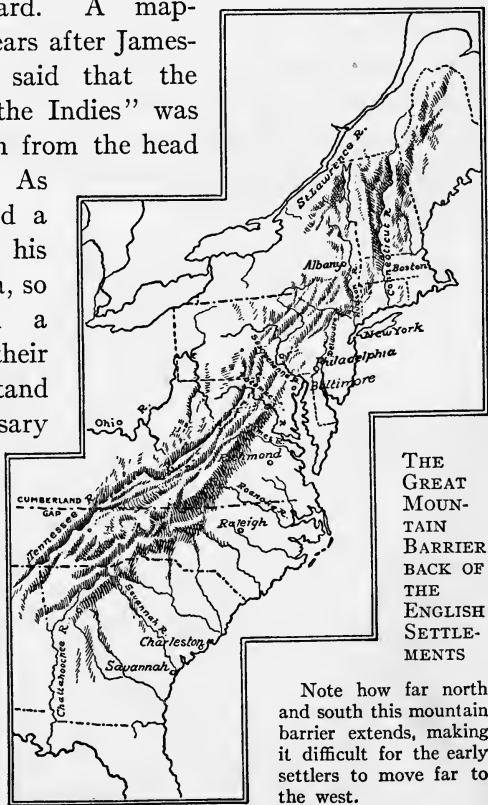 ard. A map-
ears after James-
said that the
the Indies" was
n from the head
As
d a
his
a, so
a
their
tand
sary
St. Lawrence R.
Albany
Hudson R.
Connecticut R.
Boston
New York
Delaware
Philadelphia
Baltimore
Ohio R.
Richmond
CUMBERLAND
GAP
Roanoke R.
Raleigh
Tennessee R.
Savannah R.
Charleston
Savannah
Chattahoochee R.
THE
GREAT
MOUN-
TAIN
BARRIER
BACK OF
THE
ENGLISH
SETTLE-
MENTS
Note how far north
and south this mountain
barrier extends, making
it difficult for the early
settlers to move far to
the west.